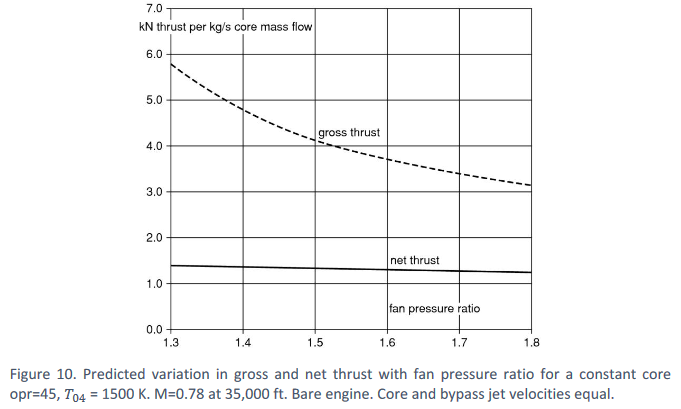 7.0
kN thrust per kg/s core mass flow
6.0
5.0
gross thrust
4.0
3.0
2.0
net thrust
1.0
fan pressure ratio
0.0
1.3 1.4 1.5 1.6 1.7 1.8
Figure 10. Predicted variation in gross and net thrust with fan pressure ratio for a constant core
opr=45, T04 = 1500 K. M=0.78 at 35,000 ft. Bare engine. Core and bypass jet velocities equal.